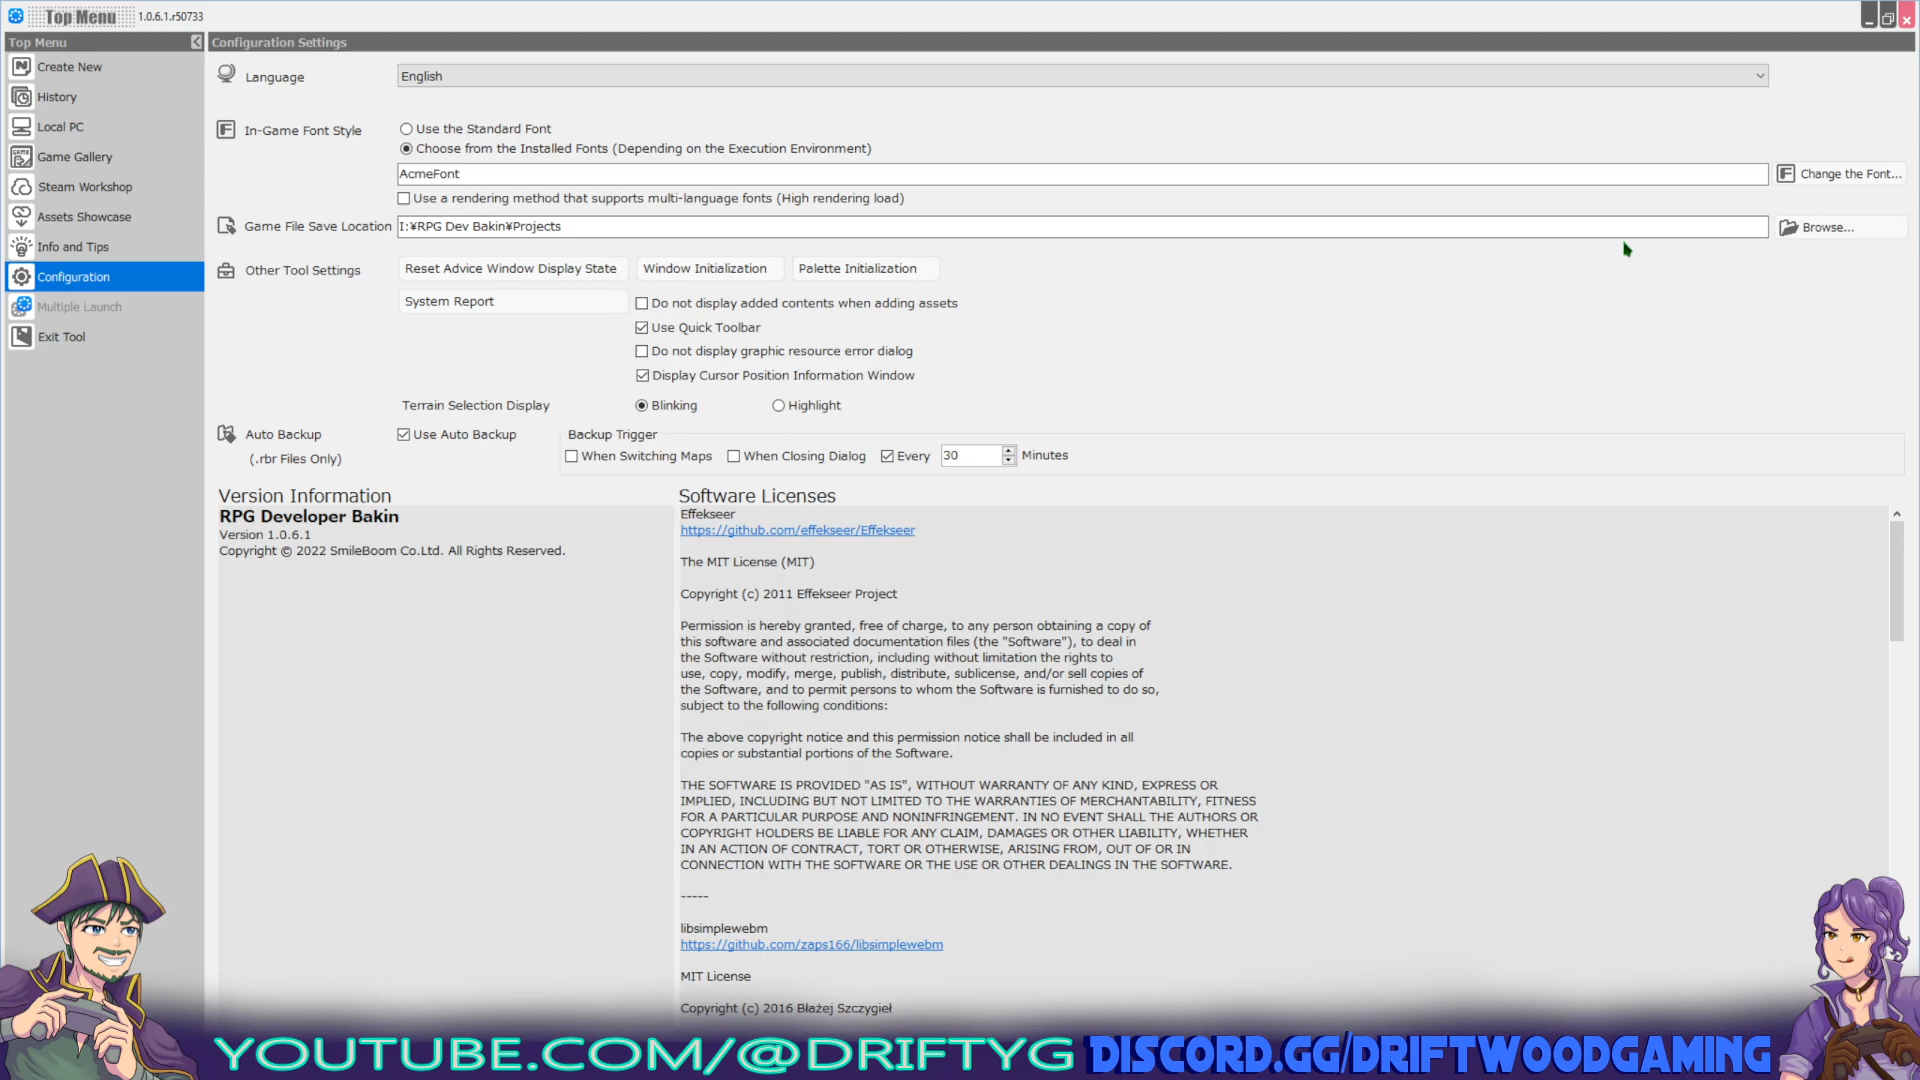 Top Menu 1.0.6.1.r50733
Top Menu
Create New
History
Local PC
Game Gallery
Steam Workshop
Assets Showcase
Info and Tips
Configuration
Multiple Launch
Exit Tool
Configuration Settings
Language English
In-Game Font Style Use the Standard Font
Choose from the Installed Fonts (Depending on the Execution Environment)
AcmeFont Change the Font...
Use a rendering method that supports multi-language fonts (High rendering load)
Game File Save Location I:¥RPG Dev Bakin¥Projects Browse...
Other Tool Settings Reset Advice Window Display State Window Initialization Palette Initialization
System Report Do not display added contents when adding assets
Use Quick Toolbar
Do not display graphic resource error dialog
Display Cursor Position Information Window
Terrain Selection Display Blinking Highlight
Auto Backup Use Auto Backup Backup Trigger
(.rbr Files Only) When Switching Maps When Closing Dialog Every 30 Minutes
Version Information
RPG Developer Bakin
Version 1.0.6.1
Copyright © 2022 SmileBoom Co.Ltd. All Rights Reserved.
Software Licenses
Effekseer
https://github.com/effekseer/Effekseer
The MIT License (MIT)
Copyright (c) 2011 Effekseer Project
Permission is hereby granted, free of charge, to any person obtaining a copy of
this software and associated documentation files (the "Software"), to deal in
the Software without restriction, including without limitation the rights to
use, copy, modify, merge, publish, distribute, sublicense, and/or sell copies of
the Software, and to permit persons to whom the Software is furnished to do so,
subject to the following conditions:
The above copyright notice and this permission notice shall be included in all
copies or substantial portions of the Software.
THE SOFTWARE IS PROVIDED "AS IS", WITHOUT WARRANTY OF ANY KIND, EXPRESS OR
IMPLIED, INCLUDING BUT NOT LIMITED TO THE WARRANTIES OF MERCHANTABILITY, FITNESS
FOR A PARTICULAR PURPOSE AND NONINFRINGEMENT. IN NO EVENT SHALL THE AUTHORS OR
COPYRIGHT HOLDERS BE LIABLE FOR ANY CLAIM, DAMAGES OR OTHER LIABILITY, WHETHER
IN AN ACTION OF CONTRACT, TORT OR OTHERWISE, ARISING FROM, OUT OF OR IN
CONNECTION WITH THE SOFTWARE OR THE USE OR OTHER DEALINGS IN THE SOFTWARE.
-----
libsimplewebm
https://github.com/zaps166/libsimplewebm
MIT License
Copyright (c) 2016 Błażej Szczygieł
YOUTUBE.COM/@DRIFTYG DISCORD.GG/DRIFTWOODGAMING